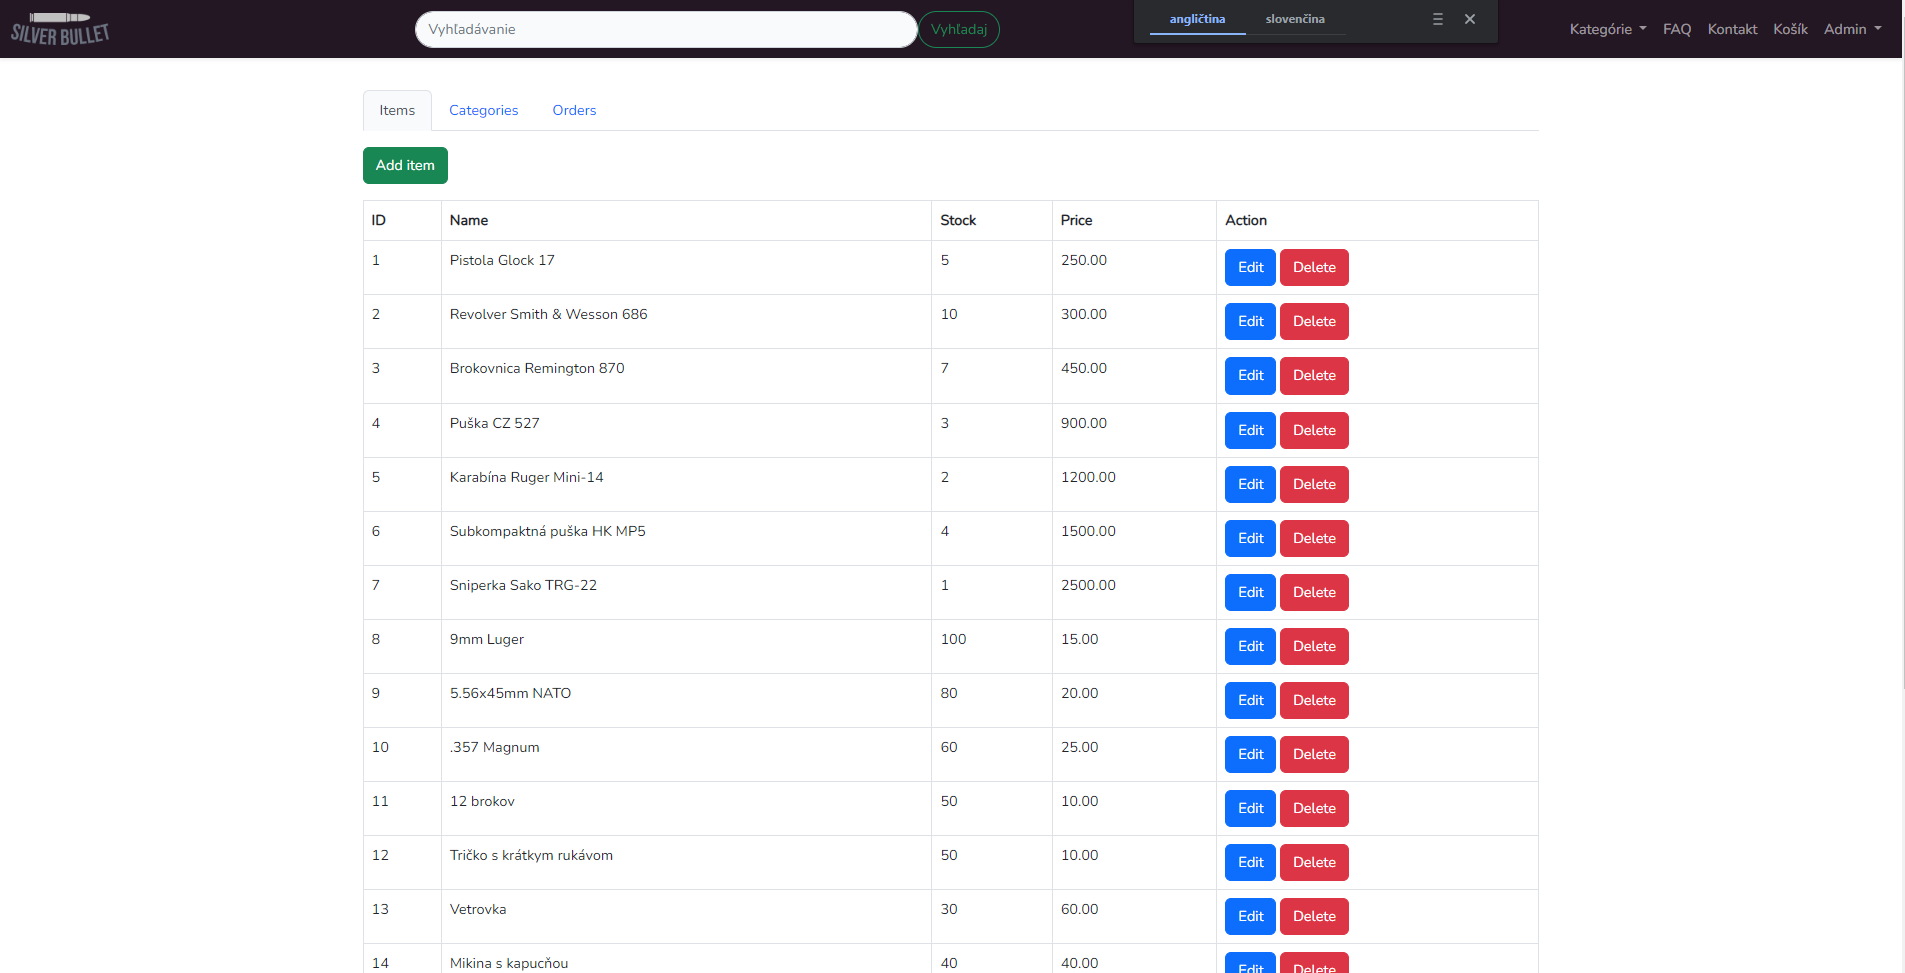 SILVER BULLET
Vyhľadávanie
Vyhľadaj
angličtina
slovenčina
Kategórie
FAQ
Kontakt
Košík
Admin
Items
Categories
Orders
Add item
ID Name Stock Price Action
1 Pistola Glock 17 5 250.00 Edit Delete
2 Revolver Smith & Wesson 686 10 300.00 Edit Delete
3 Brokovnica Remington 870 7 450.00 Edit Delete
4 Puška CZ 527 3 900.00 Edit Delete
5 Karabína Ruger Mini-14 2 1200.00 Edit Delete
6 Subkompaktná puška HK MP5 4 1500.00 Edit Delete
7 Sniperka Sako TRG-22 1 2500.00 Edit Delete
8 9mm Luger 100 15.00 Edit Delete
9 5.56x45mm NATO 80 20.00 Edit Delete
10 .357 Magnum 60 25.00 Edit Delete
11 12 brokov 50 10.00 Edit Delete
12 Tričko s krátkym rukávom 50 10.00 Edit Delete
13 Vetrovka 30 60.00 Edit Delete
14 Mikina s kapucňou 40 40.00 Edit Delete